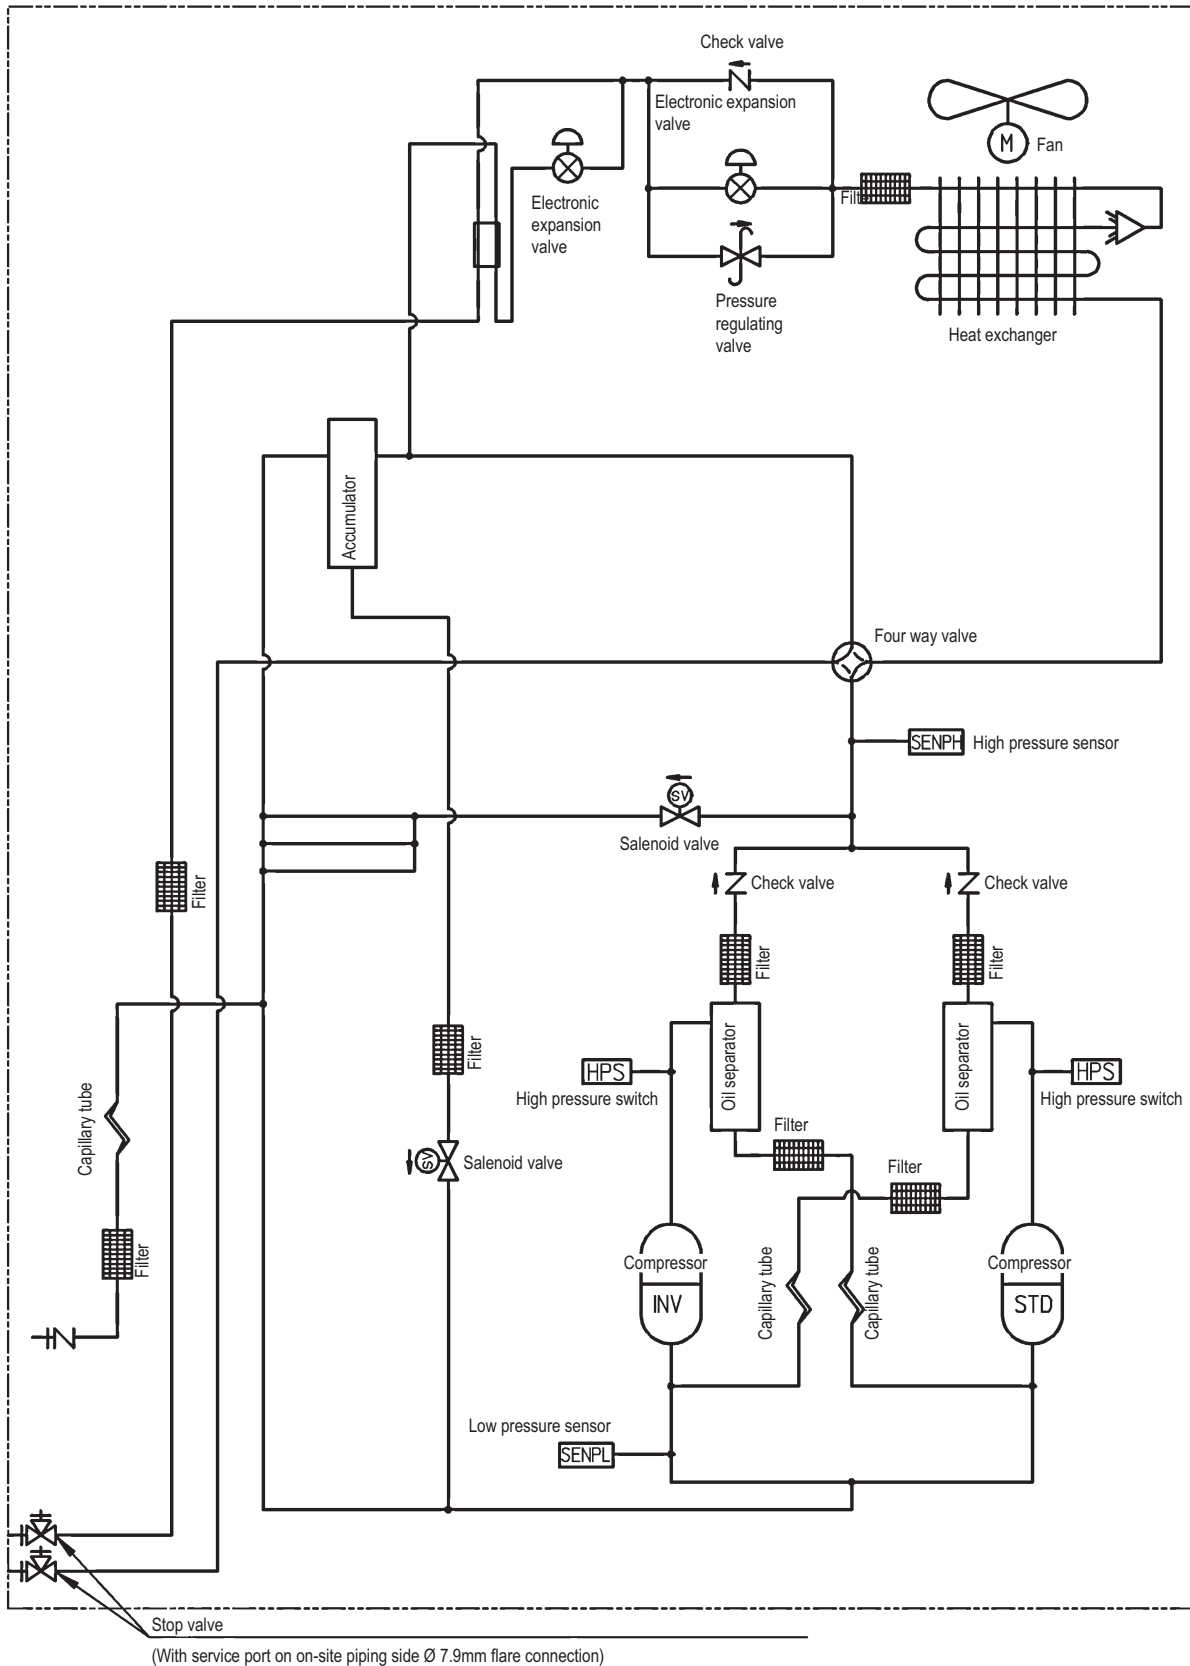 Check valve
Electronic expansion
valve
M
Fan
Filter
Electronic
expansion
valve
Pressure
regulating
valve
Heat exchanger
Accumulator
Four way valve
SENPH
High pressure sensor
SV
Salenoid valve
Check valve
Check valve
Filter
Filter
Filter
Filter
Oil separator
Oil separator
HPS
HPS
High pressure switch
High pressure switch
Capillary tube
Filter
SV
Salenoid valve
Filter
Filter
Compressor
INV
Capillary tube
Capillary tube
Compressor
STD
Low pressure sensor
SENPL
Stop valve
(With service port on on-site piping side Ø 7.9mm flare connection)